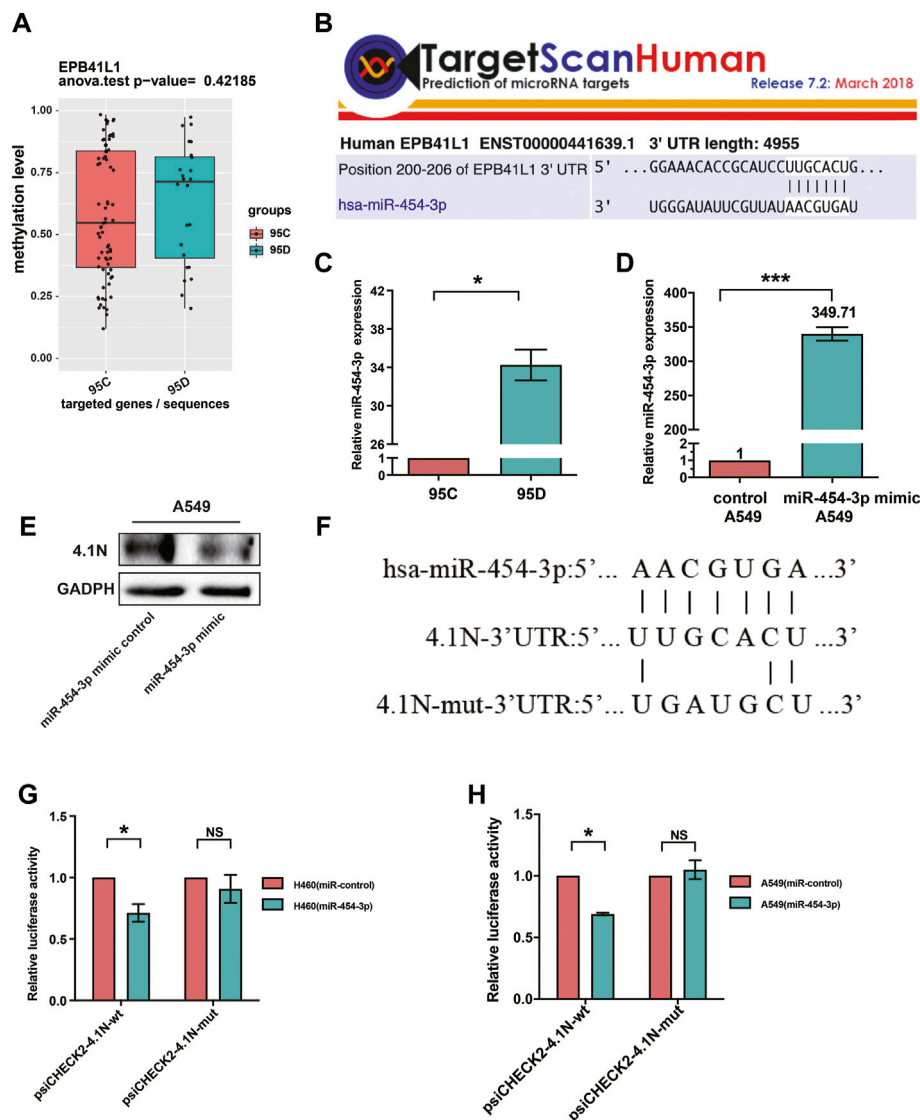 A
EPB41L1
anova.test p-value= 0.42185
methylation level
1.00
0.75
0.50
0.25
0.00
95C
95D
targeted genes / sequences
groups
95C
95D
B
TargetScanHuman
Prediction of microRNA targets
Release 7.2: March 2018
Human EPB41L1 ENST00000441639.1 3' UTR length: 4955
Position 200-206 of EPB41L1 3' UTR 5' ...GGAAACACCGCAUCCUUGCACUG...
hsa-miR-454-3p 3' UGGGAUAUUCGUUAUAACGUGAU
C
Relative miR-454-3p expression
42
38
34
30
26
1
0
*
95C
95D
D
Relative miR-454-3p expression
400
350
300
250
200
2
1
0
***
1
349.71
control
A549
miR-454-3p mimic
A549
E
A549
4.1N
GADPH
miR-454-3p mimic control
miR-454-3p mimic
F
hsa-miR-454-3p:5’... A A C G U G A ...3’
4.1N-3’UTR:5’... U U G C A C U ...3’
4.1N-mut-3’UTR:5’... U G A U G C U ...3’
G
Relative luciferase activity
1.5
1.0
0.5
0.0
*
NS
H460(miR-control)
H460(miR-454-3p)
psiCHECK2-4.1N-wt
psiCHECK2-4.1N-mut
H
Relative luciferase activity
1.5
1.0
0.5
0.0
*
NS
A549(miR-control)
A549(miR-454-3p)
psiCHECK2-4.1N-wt
psiCHECK2-4.1N-mut